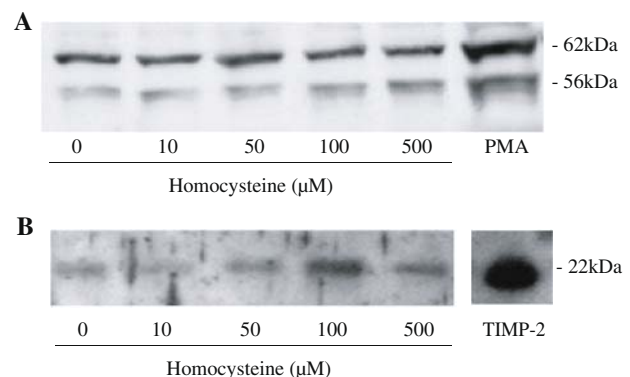 A
- 62kDa
- 56kDa
0 10 50 100 500 PMA
Homocysteine (µM)
B
- 22kDa
0 10 50 100 500 TIMP-2
Homocysteine (µM)